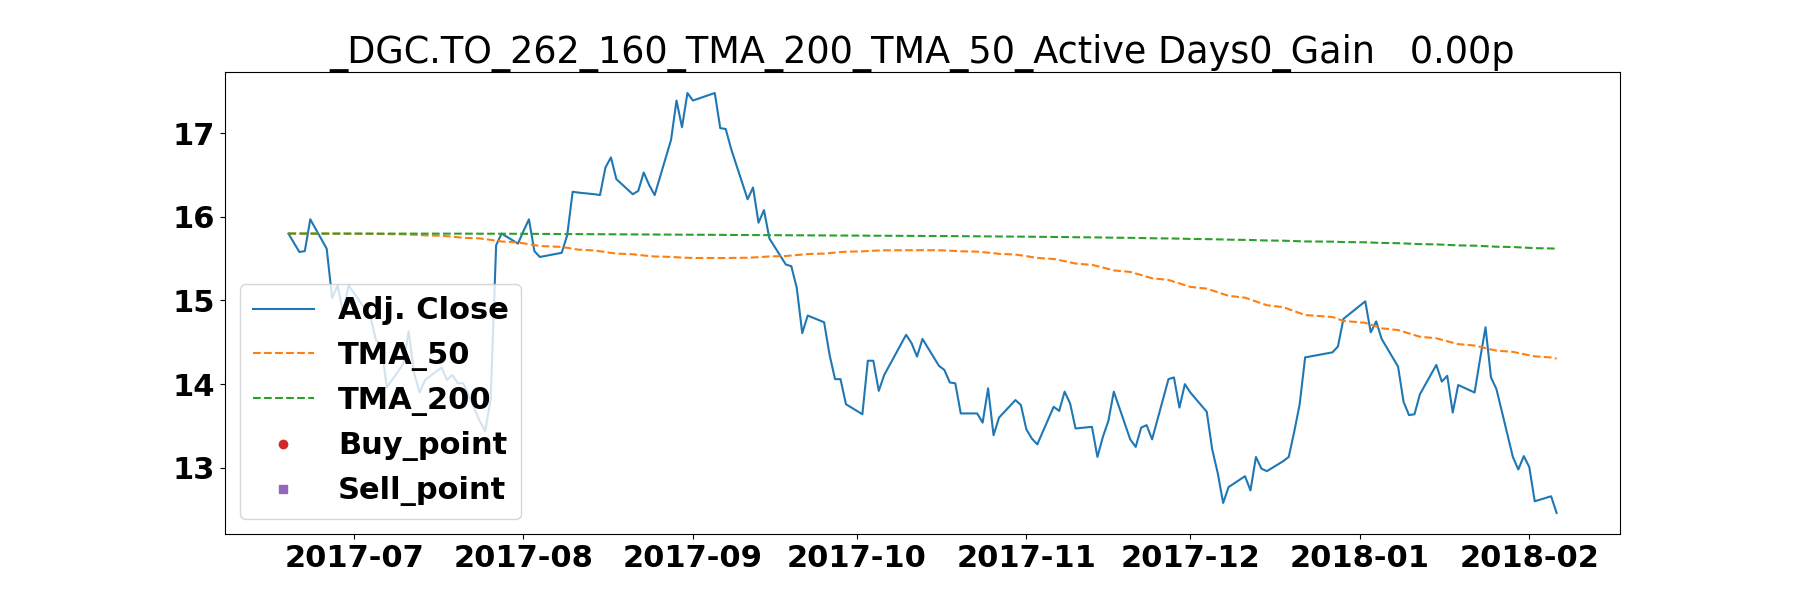 _DGC.TO_262_160_TMA_200_TMA_50_Active Days0_Gain   0.00p
17
16
15
14
13
Adj. Close
TMA_50
TMA_200
Buy_point
Sell_point
2017-07 2017-08 2017-09 2017-10 2017-11 2017-12 2018-01 2018-02